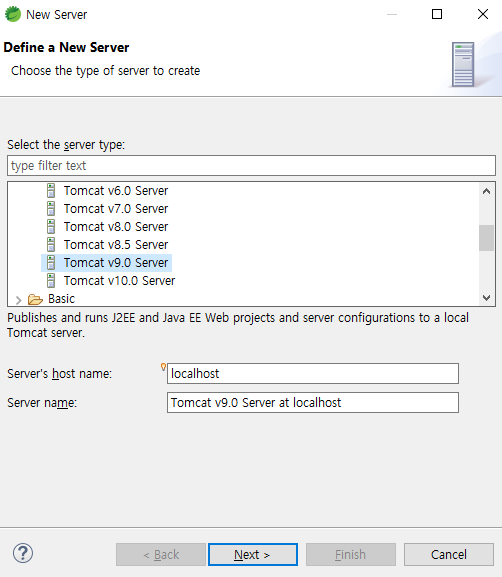 New Server
Define a New Server
Choose the type of server to create
Select the server type:
type filter text
Tomcat v6.0 Server
Tomcat v7.0 Server
Tomcat v8.0 Server
Tomcat v8.5 Server
Tomcat v9.0 Server
Tomcat v10.0 Server
Basic
Publishes and runs J2EE and Java EE Web projects and server configurations to a local
Tomcat server.
Server's host name: localhost
Server name: Tomcat v9.0 Server at localhost
? < Back Next > Finish Cancel